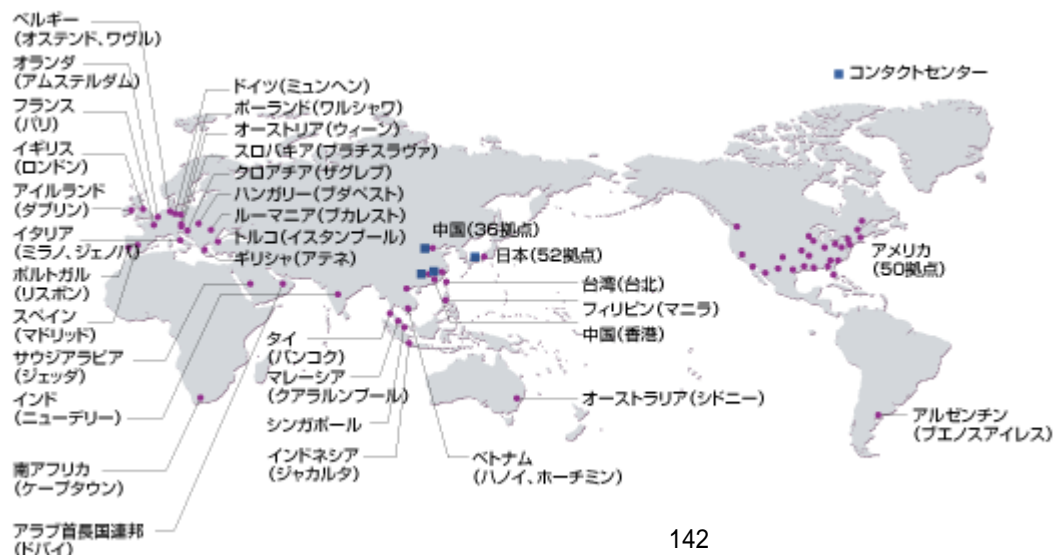 ベルギー
(オステンド、ワヴル)
オランダ
(アムステルダム)
フランス
(パリ)
イギリス
(ロンドン)
アイルランド
(ダブリン)
イタリア
(ミラノ、ジェノバ)
ポルトガル
(リスボン)
スペイン
(マドリッド)
サウジアラビア
(ジェッダ)
インド
(ニューデリー)
南アフリカ
(ケープタウン)
アラブ首長国連邦
(ドバイ)
ドイツ(ミュンヘン)
ポーランド(ワルシャワ)
オーストリア(ウィーン)
スロバキア(ブラチスラヴァ)
クロアチア(ザグレブ)
ハンガリー(ブダペスト)
ルーマニア(ブカレスト)
トルコ(イスタンブール)
ギリシャ(アテネ)
タイ
(バンコク)
マレーシア
(クアラルンプール)
シンガポール
インドネシア
(ジャカルタ)
ベトナム
(ハノイ、ホーチミン)
中国(36拠点)
日本(52拠点)
台湾(台北)
フィリピン(マニラ)
中国(香港)
オーストラリア(シドニー)
■ コンタクトセンター
アメリカ
(50拠点)
アルゼンチン
(ブエノスアイレス)
142